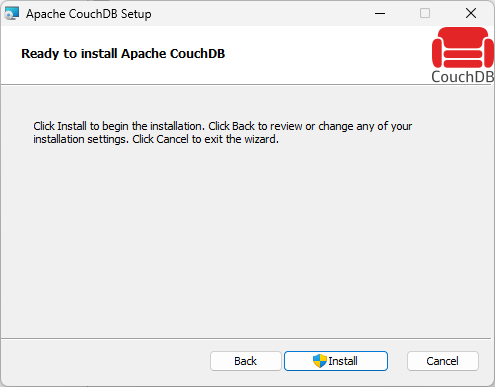 Apache CouchDB Setup
Ready to install Apache CouchDB
CouchDB
Click Install to begin the installation. Click Back to review or change any of your
installation settings. Click Cancel to exit the wizard.
Back
Install
Cancel